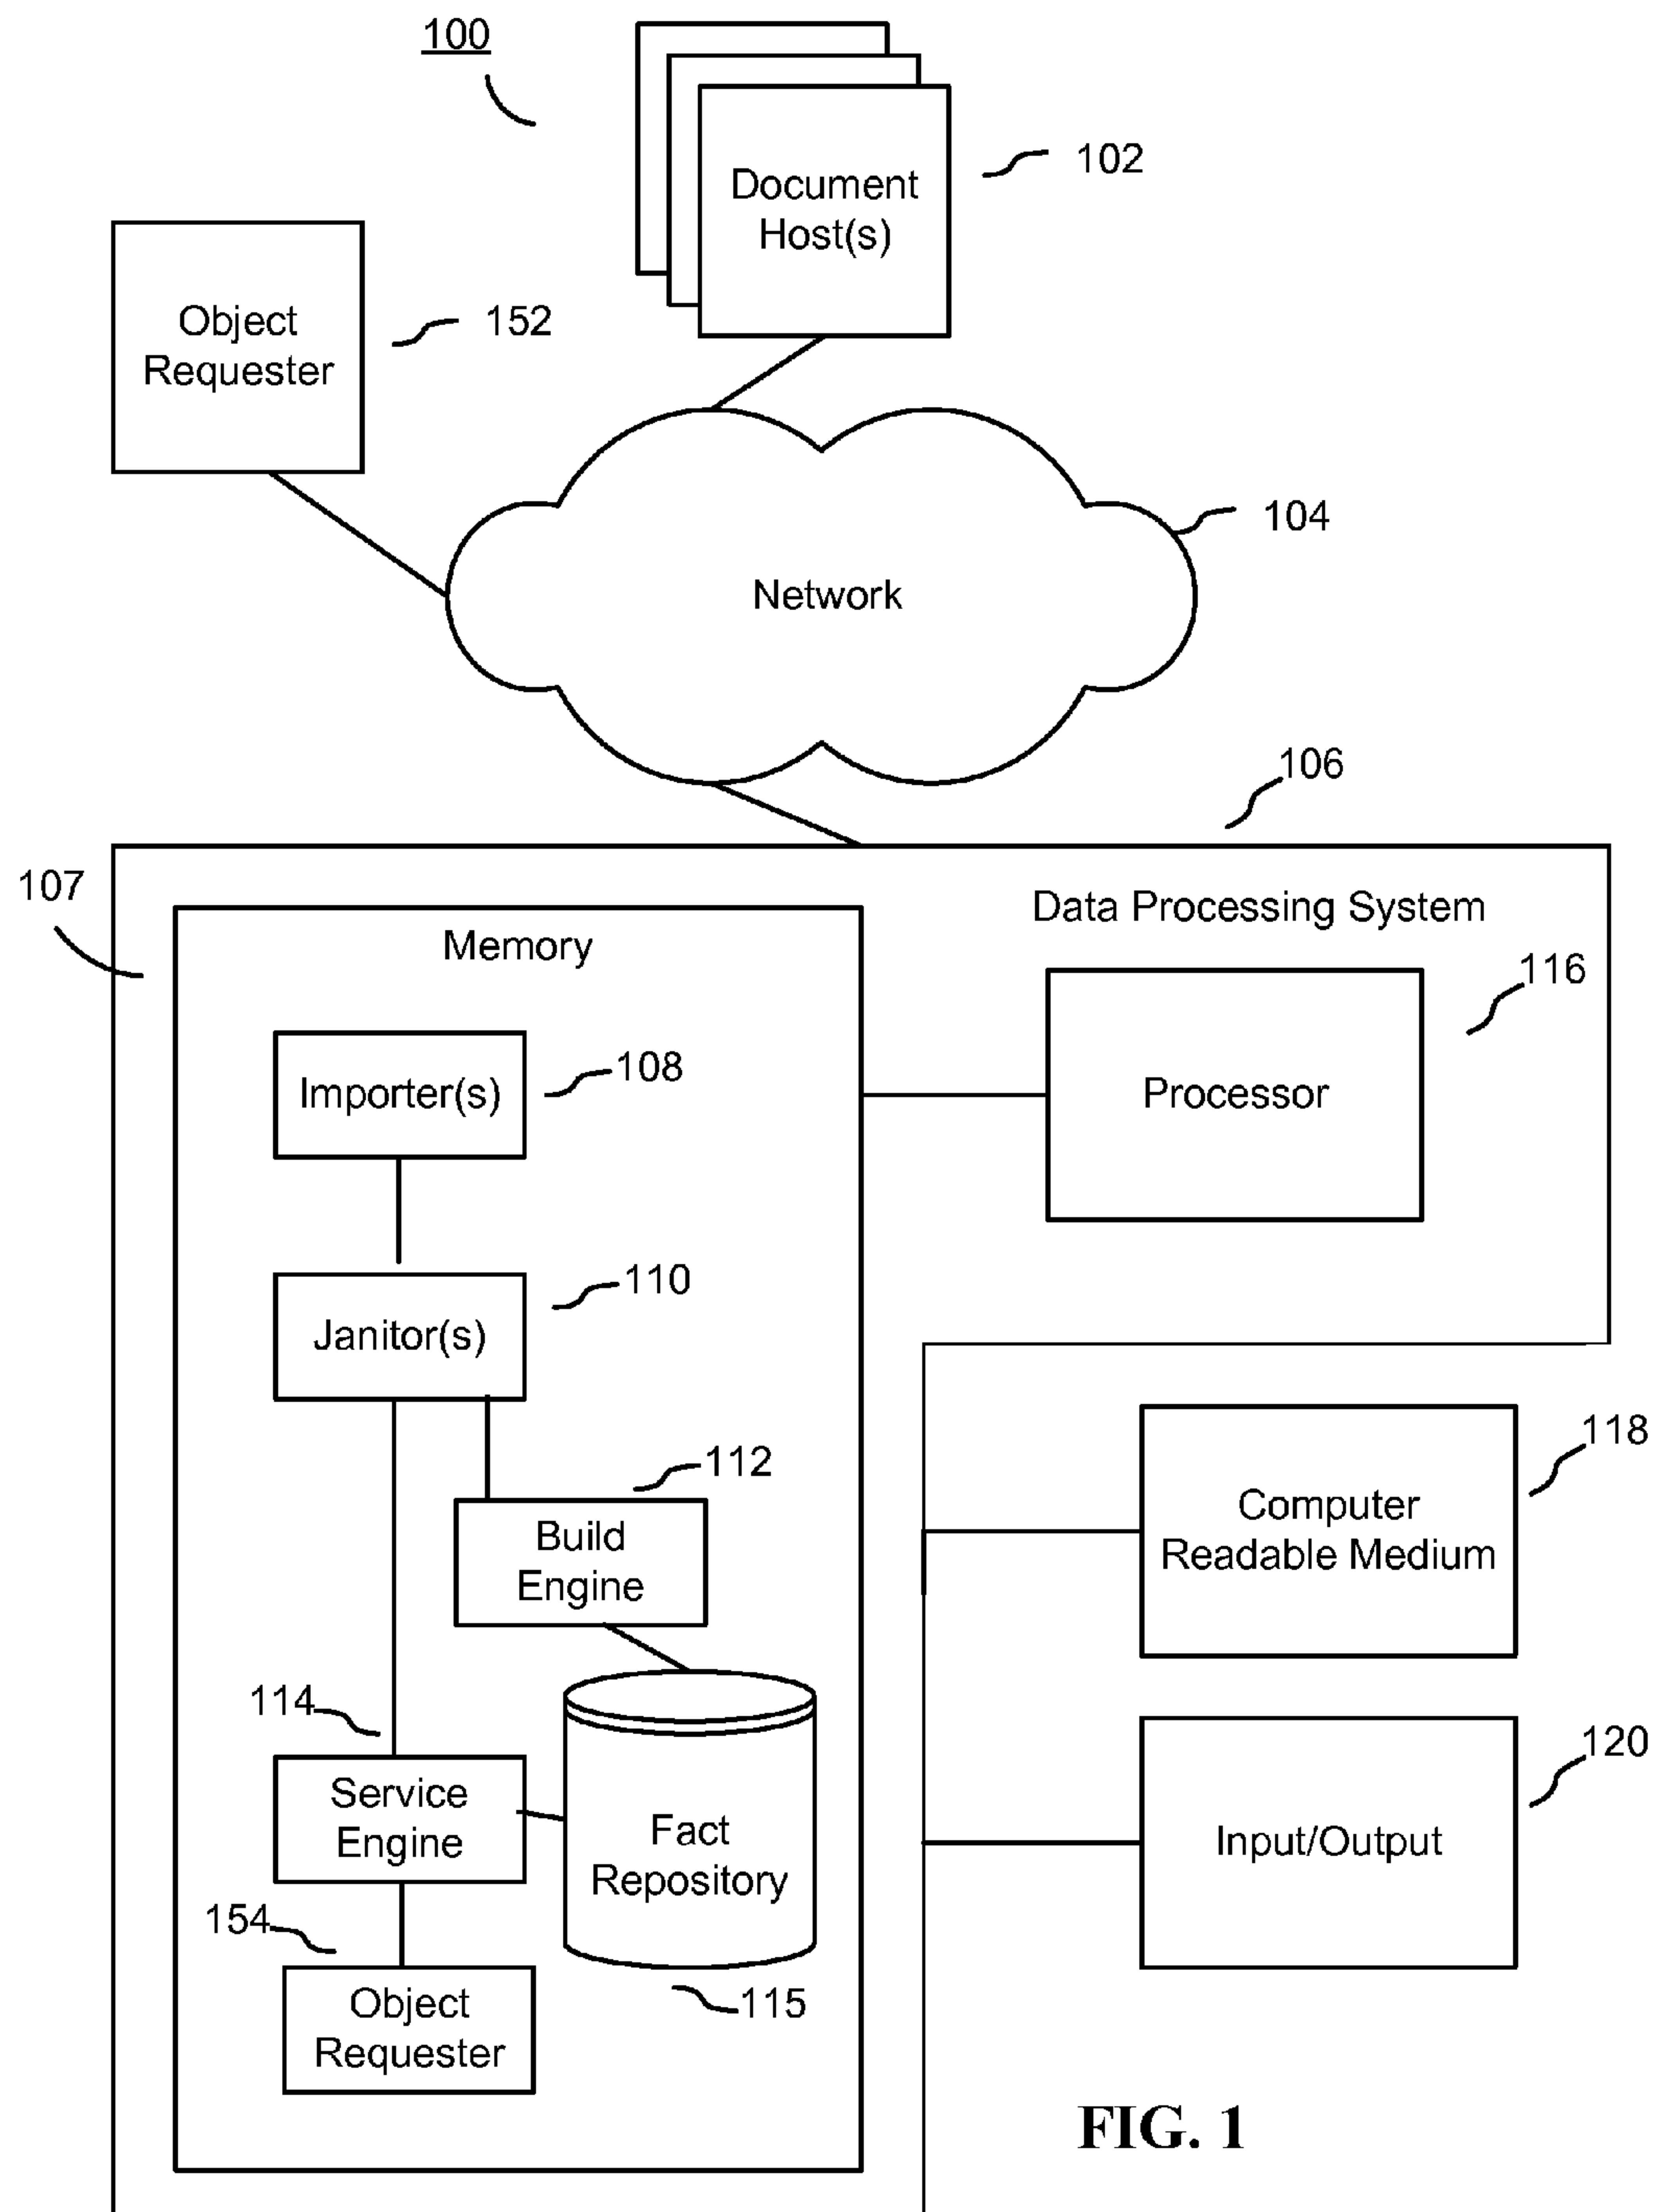 100
102
Document
Host(s)
Object
Requester
152
104
Network
106
107
Data Processing System
Memory
116
Importer(s)
108
Processor
110
Janitor(s)
118
112
Computer
Readable Medium
Build
Engine
114
120
Service
Engine
Fact
Repository
Input/Output
154
115
Object
Requester
FIG. 1